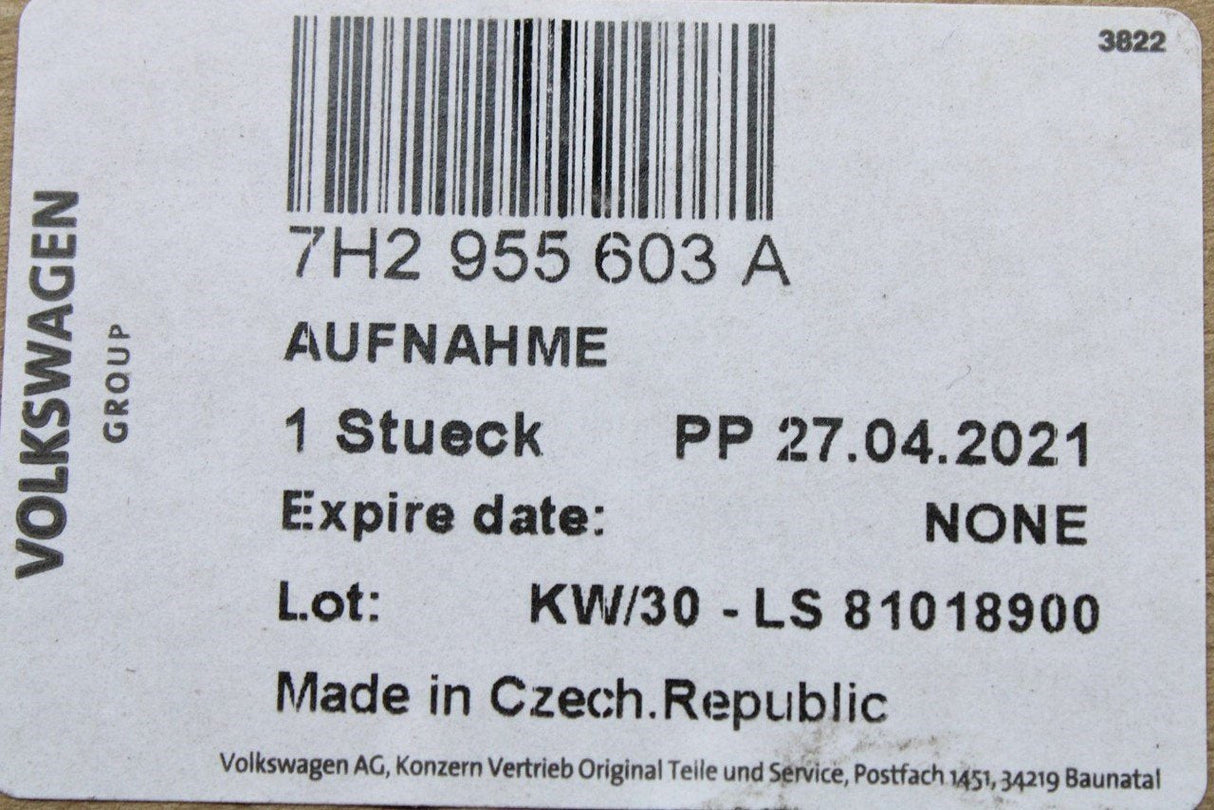 3822
7H2 955 603 A
AUFNAHME
1 Stueck PP 27.04.2021
Expire date: NONE
Lot: KW/30 - LS 81018900
Made in Czech.Republic
Volkswagen AG, Konzern Vertrieb Original Teile und Service, Postfach 1451, 34219 Baunatal
VOLKSWAGEN
GROUP